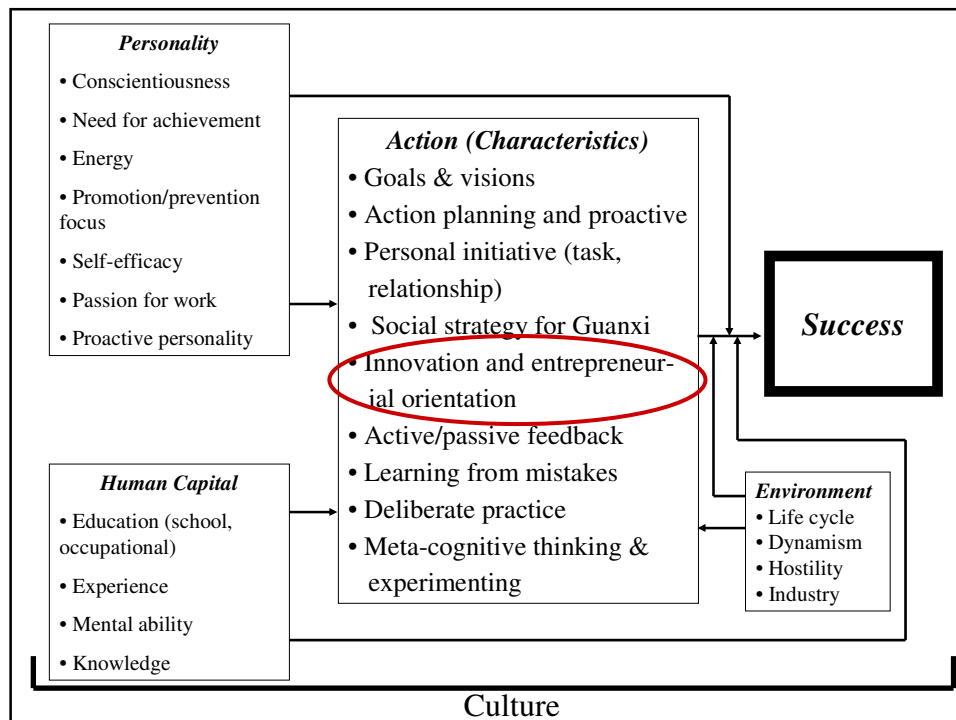 Personality
• Conscientiousness
• Need for achievement
• Energy
• Promotion/prevention
focus
• Self-efficacy
• Passion for work
• Proactive personality
Action (Characteristics)
• Goals & visions
• Action planning and proactive
• Personal initiative (task,
relationship)
• Social strategy for Guanxi
• Innovation and entrepreneur-
ial orientation
• Active/passive feedback
• Learning from mistakes
• Deliberate practice
• Meta-cognitive thinking &
experimenting
Success
Human Capital
• Education (school,
occupational)
• Experience
• Mental ability
• Knowledge
Environment
• Life cycle
• Dynamism
• Hostility
• Industry
Culture